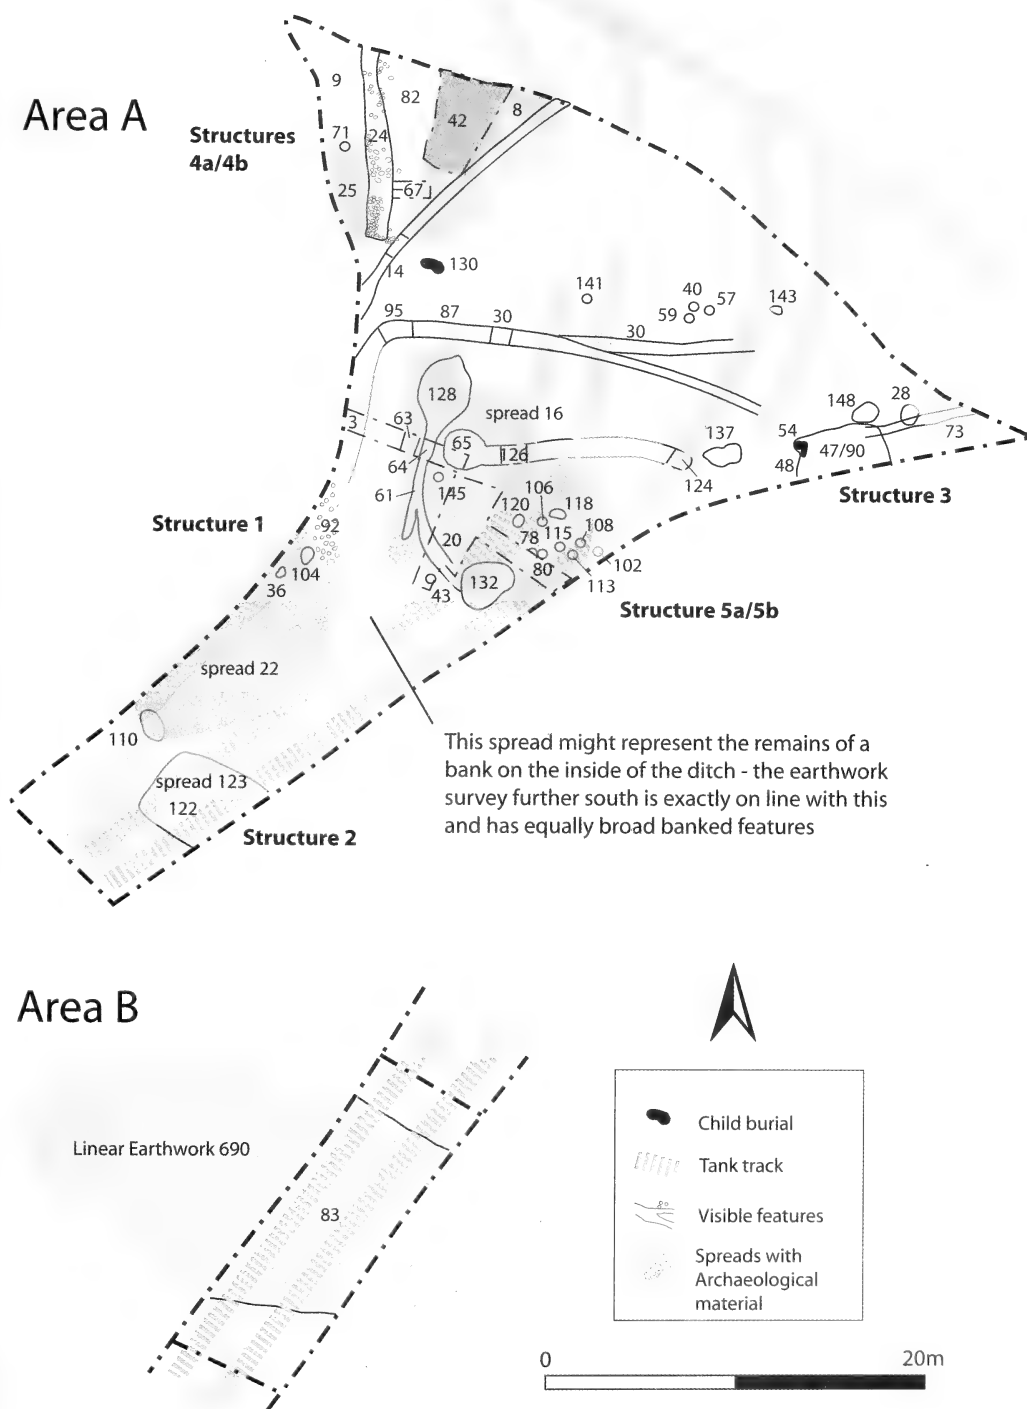 Area A
9
82
42
8
Structures
4a/4b
71
24
25
67
14
130
141
40
57
59
143
95
87
30
30
128
spread 16
148
28
3
63
65
7
126
137
54
73
64
47/90
48
124
61
145
106
Structure 3
120
118
Structure 1
92
20
78
115
108
104
80
102
36
9
43
132
113
Structure 5a/5b
spread 22
110
This spread might represent the remains of a
bank on the inside of the ditch - the earthwork
survey further south is exactly on line with this
and has equally broad banked features
spread 123
122
Structure 2
Area B
Linear Earthwork 690
83
Child burial
Tank track
Visible features
Spreads with
Archaeological
material
0
20m